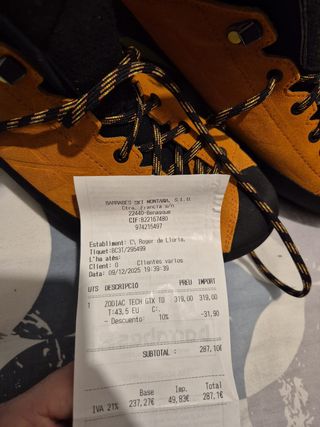 BARRABES SKI MONTAÑA, S.L.U.
Ctra. Francia s/n
22440-Benasque
CIF:B22167480
974215497
Establiment: C\ Roger de Llúria,
Tiquet:BC3T/295499
L'ha atès:
Client: 0 Clientes varios
Data : 09/12/2025 19:39:39
UTS DESCRIPCIÓ PREU IMPORT
1 ZODIAC TECH GTX TO 319,00 319,00
T:43,5 EU C:.
- Descuento: 10% -31,90
SUBTOTAL : 287,10€
Base Imp. Total
IVA 21% 237,27€ 49,83€ 287,1€